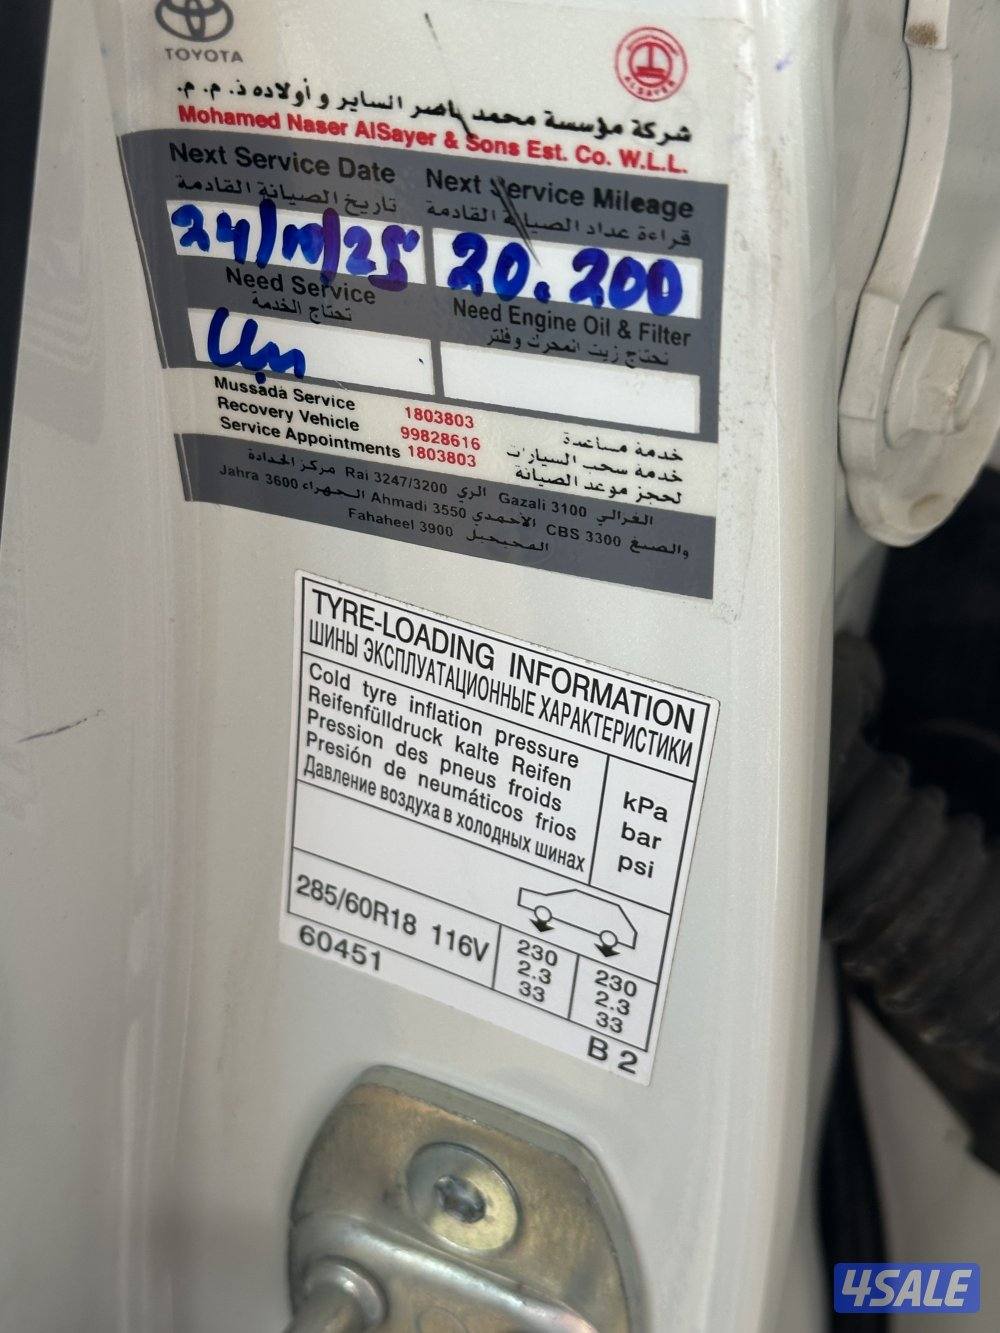 TOYOTA
ALSAYER
شركة مؤسسة محمد ناصر الساير و أولاده ذ. م. م.
Mohamed Naser AlSayer & Sons Est. Co. W.L.L.
Next Service Date
تاريخ الصيانة القادمة
Next Service Mileage
قراءة عداد الصيانة القادمة
24/10/25
20.200
Need Service
تحتاج الخدمة
Need Engine Oil & Filter
تحتاج زيت المحرك وفلتر
Mussada Service 1803803 خدمة مساعدة
Recovery Vehicle 99828616 خدمة سحب السيارات
Service Appointments 1803803 لحجز موعد الصيانة
الغزالي Gazali 3100 الري Rai 3247/3200 مركز الحدادة
والصبغ CBS 3300 الأحمدي Ahmadi 3550 الجهراء Jahra 3600
الفحيحيل Fahaheel 3900
TYRE-LOADING INFORMATION
ШИНЫ ЭКСПЛУАТАЦИОННЫЕ ХАРАКТЕРИСТИКИ
Cold tyre inflation pressure
Reifenfülldruck kalte Reifen
Pression des pneus froids
Presión de neumáticos frios
Давление воздуха в холодных шинах
kPa
bar
psi
285/60R18 116V
230
2.3
33
230
2.3
33
60451
B 2
4SALE